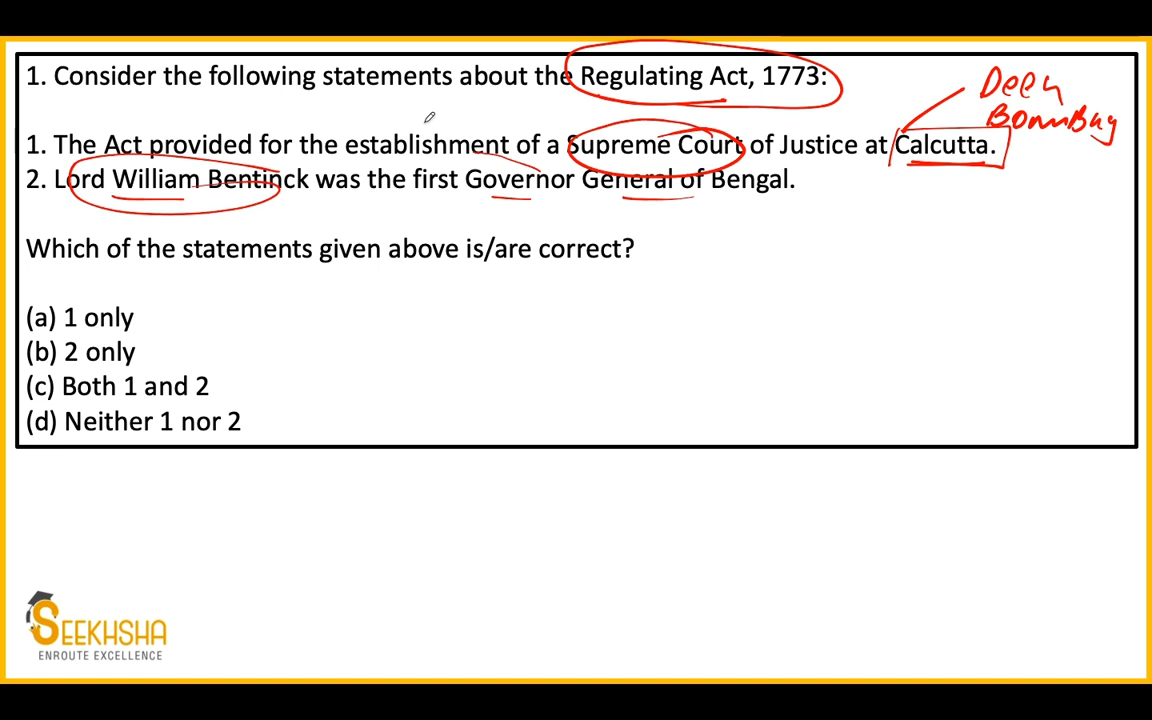 1. Consider the following statements about the Regulating Act, 1773:
1. The Act provided for the establishment of a Supreme Court of Justice at Calcutta.
2. Lord William Bentinck was the first Governor General of Bengal.
Which of the statements given above is/are correct?
(a) 1 only
(b) 2 only
(c) Both 1 and 2
(d) Neither 1 nor 2
BomBay
SEEKHSHA
ENROUTE EXCELLENCE